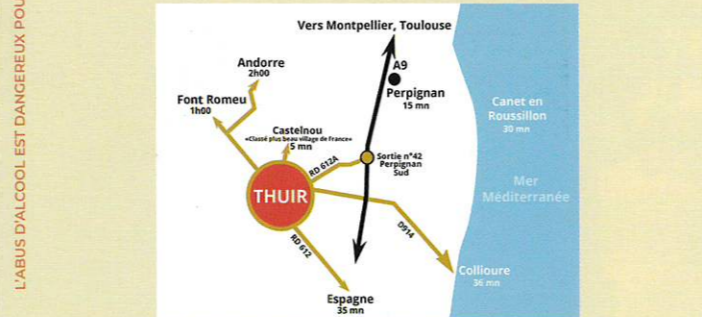 L'ABUS D'ALCOOL EST DANGEREUX POU
Vers Montpellier, Toulouse
Andorre
2h00
A9
Perpignan
15 mn
Font Romeu
1h00
Canet en
Roussillon
30 mn
Castelnou
«Classé plus beau village de France»
5 mn
RD 612A
Sortie n°42
Perpignan
Sud
THUIR
Mer
Méditerranée
D914
RD 612
Collioure
36 mn
Espagne
35 mn